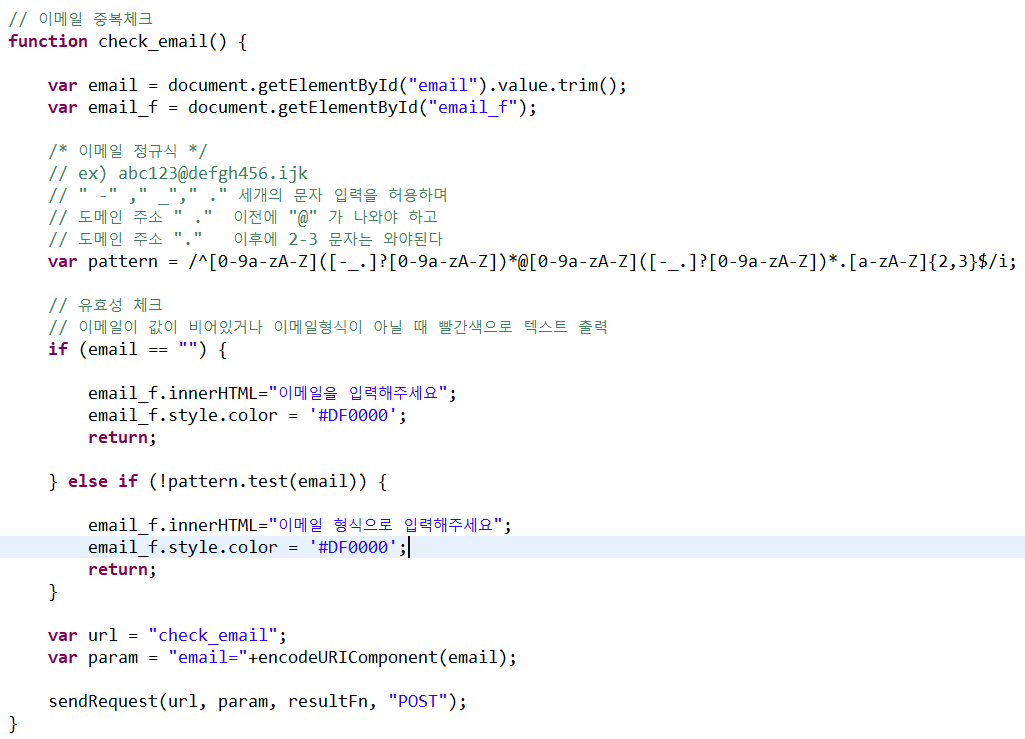 // 이메일 중복체크
function check_email() {
var email = document.getElementById("email").value.trim();
var email_f = document.getElementById("email_f");
/* 이메일 정규식 */
// ex) abc123@defgh456.ijk
// " -" ," _"," ." 세개의 문자 입력을 허용하며
// 도메인 주소 " ."  이전에 "@" 가 나와야 하고
// 도메인 주소 "."   이후에 2-3 문자는 와야된다
var pattern = /^[0-9a-zA-Z]([-_.]?[0-9a-zA-Z])*@[0-9a-zA-Z]([-_.]?[0-9a-zA-Z])*.[a-zA-Z]{2,3}$/i;
// 유효성 체크
// 이메일이 값이 비어있거나 이메일형식이 아닐 때 빨간색으로 텍스트 출력
if (email == "") {
email_f.innerHTML="이메일을 입력해주세요";
email_f.style.color = '#DF0000';
return;
} else if (!pattern.test(email)) {
email_f.innerHTML="이메일 형식으로 입력해주세요";
email_f.style.color = '#DF0000';
return;
}
var url = "check_email";
var param = "email="+encodeURIComponent(email);
sendRequest(url, param, resultFn, "POST");
}